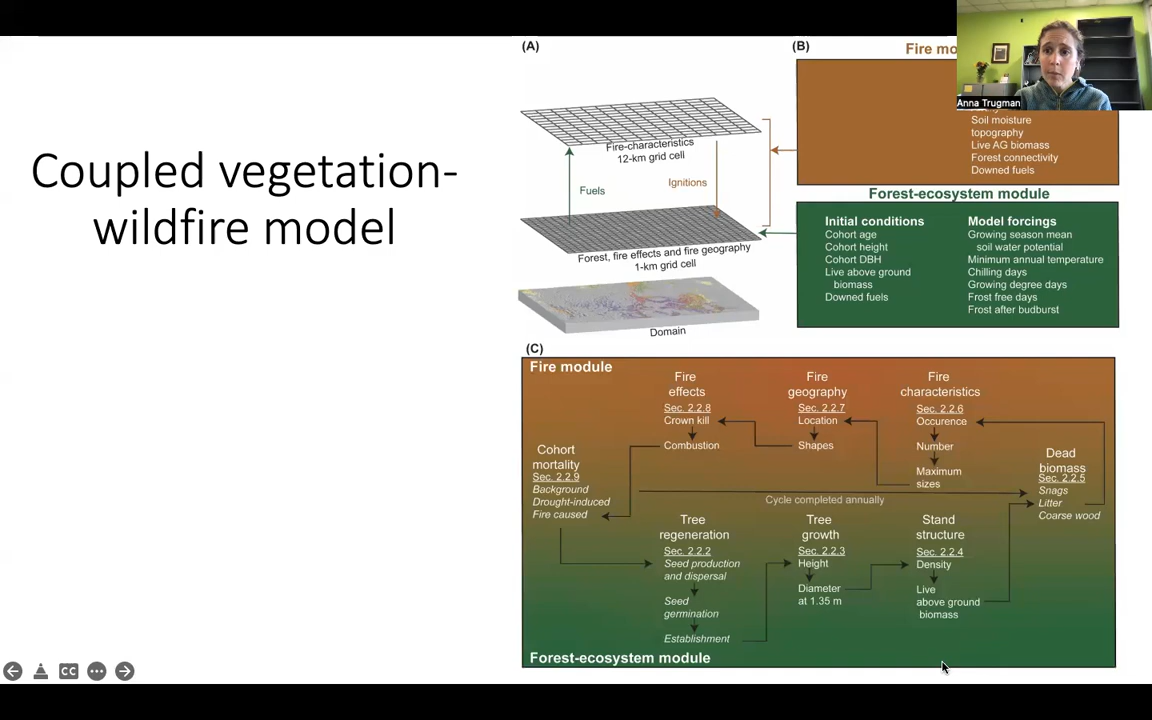 Coupled vegetation-
wildfire model
(A)
Fire-characteristics
12-km grid cell
Fuels
Ignitions
Forest, fire effects and fire geography
1-km grid cell
Domain
(B)
Fire
Anna Trugman
Soil moisture
topography
Live AG biomass
Forest connectivity
Downed fuels
Forest-ecosystem module
Initial conditions
Cohort age
Cohort height
Cohort DBH
Live above ground
biomass
Downed fuels
Model forcings
Growing season mean
soil water potential
Minimum annual temperature
Chilling days
Growing degree days
Frost free days
Frost after budburst
(C)
Fire module
Fire
effects
Sec. 2.2.8
Crown kill
Combustion
Fire
geography
Sec. 2.2.7
Location
Shapes
Fire
characteristics
Sec. 2.2.6
Occurence
Number
Maximum
sizes
Cohort
mortality
Sec. 2.2.9
Background
Drought-induced
Fire caused
Dead
biomass
Sec. 2.2.5
Snags
Litter
Coarse wood
Cycle completed annually
Tree
regeneration
Sec. 2.2.2
Seed production
and dispersal
Seed
germination
Establishment
Tree
growth
Sec. 2.2.3
Height
Diameter
at 1.35 m
Stand
structure
Sec. 2.2.4
Density
Live
above ground
biomass
Forest-ecosystem module
CC